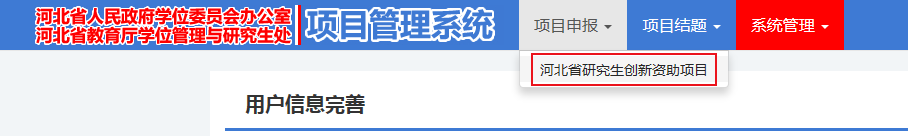 河北省人民政府学位委员会办公室
河北省教育厅学位管理与研究生处
项目管理系统
项目申报
项目结题
系统管理
河北省研究生创新资助项目
用户信息完善